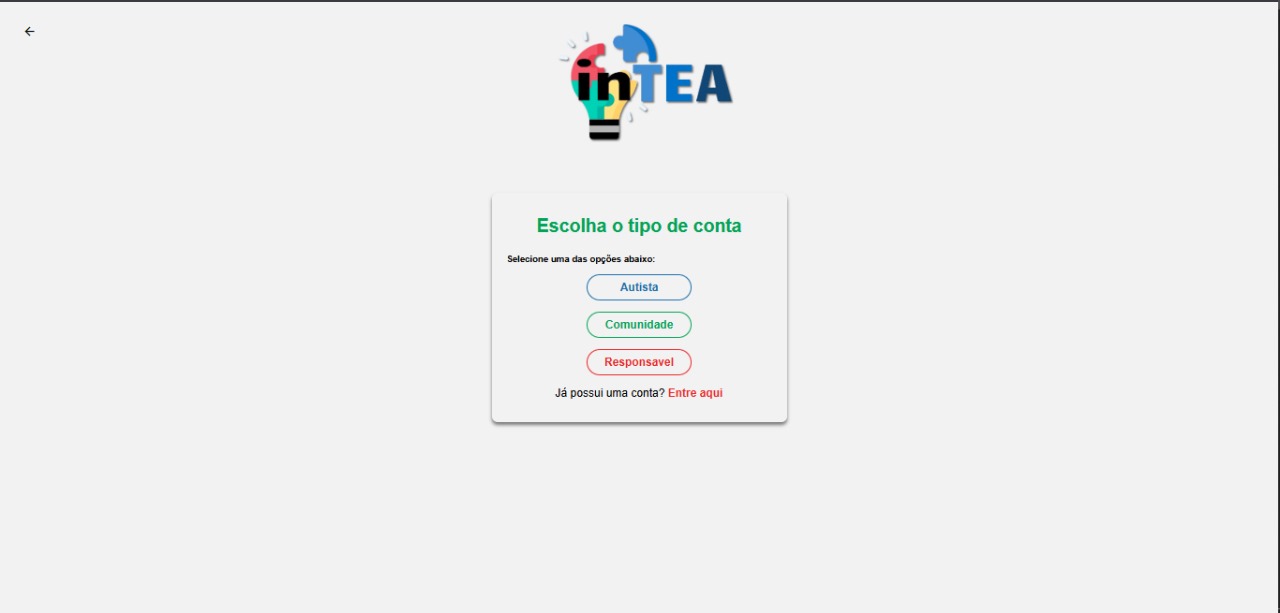 inTEA
Escolha o tipo de conta
Selecione uma das opções abaixo:
Autista
Comunidade
Responsavel
Já possui uma conta? Entre aqui